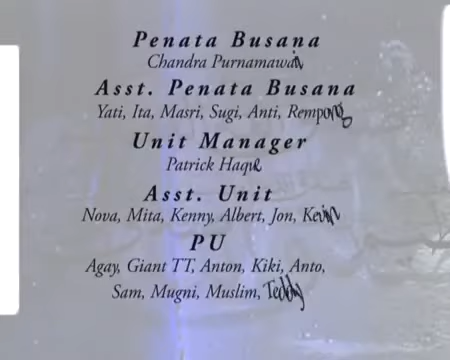 Penata Busana
Chandra Purnamawan
Asst. Penata Busana
Yati, Ita, Masri, Sugi, Anti, Rempong
Unit Manager
Patrick Haque
Asst. Unit
Nova, Mita, Kenny, Albert, Jon, Kevin
PU
Agay, Giant TT, Anton, Kiki, Anto,
Sam, Mugni, Muslim, Teddy